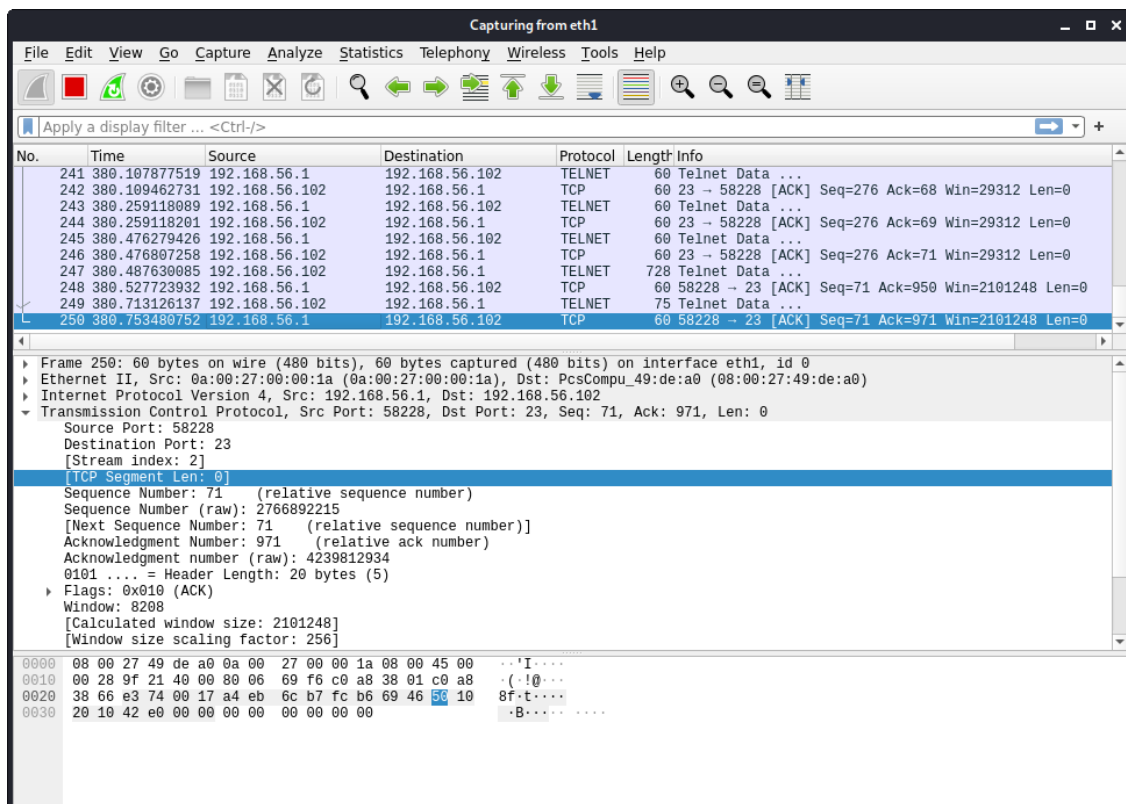 Capturing from eth1
File Edit View Go Capture Analyze Statistics Telephony Wireless Tools Help
Apply a display filter ... <Ctrl-/>
No. Time Source Destination Protocol Length Info
241 380.107877519 192.168.56.1 192.168.56.102 TELNET 60 Telnet Data ...
242 380.109462731 192.168.56.102 192.168.56.1 TCP 60 23 → 58228 [ACK] Seq=276 Ack=68 Win=29312 Len=0
243 380.259118089 192.168.56.1 192.168.56.102 TELNET 60 Telnet Data ...
244 380.259118201 192.168.56.102 192.168.56.1 TCP 60 23 → 58228 [ACK] Seq=276 Ack=69 Win=29312 Len=0
245 380.476279426 192.168.56.1 192.168.56.102 TELNET 60 Telnet Data ...
246 380.476807258 192.168.56.102 192.168.56.1 TCP 60 23 → 58228 [ACK] Seq=276 Ack=71 Win=29312 Len=0
247 380.487630085 192.168.56.102 192.168.56.1 TELNET 728 Telnet Data ...
248 380.527723932 192.168.56.1 192.168.56.102 TCP 60 58228 → 23 [ACK] Seq=71 Ack=950 Win=2101248 Len=0
249 380.713126137 192.168.56.102 192.168.56.1 TELNET 75 Telnet Data ...
250 380.753480752 192.168.56.1 192.168.56.102 TCP 60 58228 → 23 [ACK] Seq=71 Ack=971 Win=2101248 Len=0
Frame 250: 60 bytes on wire (480 bits), 60 bytes captured (480 bits) on interface eth1, id 0
Ethernet II, Src: 0a:00:27:00:00:1a (0a:00:27:00:00:1a), Dst: PcsCompu_49:de:a0 (08:00:27:49:de:a0)
Internet Protocol Version 4, Src: 192.168.56.1, Dst: 192.168.56.102
Transmission Control Protocol, Src Port: 58228, Dst Port: 23, Seq: 71, Ack: 971, Len: 0
Source Port: 58228
Destination Port: 23
[Stream index: 2]
[TCP Segment Len: 0]
Sequence Number: 71 (relative sequence number)
Sequence Number (raw): 2766892215
[Next Sequence Number: 71 (relative sequence number)]
Acknowledgment Number: 971 (relative ack number)
Acknowledgment number (raw): 4239812934
0101 .... = Header Length: 20 bytes (5)
Flags: 0x010 (ACK)
Window: 8208
[Calculated window size: 2101248]
[Window size scaling factor: 256]
0000 08 00 27 49 de a0 0a 00 27 00 00 1a 08 00 45 00 ··'I····
0010 00 28 9f 21 40 00 80 06 69 f6 c0 a8 38 01 c0 a8 ·(·!@···
0020 38 66 e3 74 00 17 a4 eb 6c b7 fc b6 69 46 50 10 8f·t····
0030 20 10 42 e0 00 00 00 00 00 00 00 00 ·B····· ····